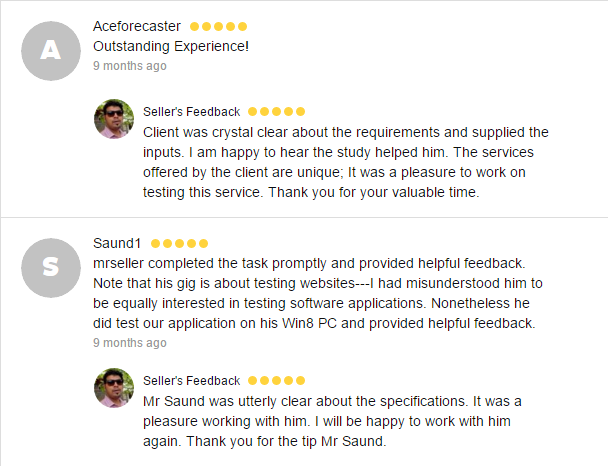 A
Aceforecaster
Outstanding Experience!
9 months ago
Seller's Feedback
Client was crystal clear about the requirements and supplied the
inputs. I am happy to hear the study helped him. The services
offered by the client are unique; It was a pleasure to work on
testing this service. Thank you for your valuable time.
S
Saund1
mrseller completed the task promptly and provided helpful feedback.
Note that his gig is about testing websites---I had misunderstood him to
be equally interested in testing software applications. Nonetheless he
did test our application on his Win8 PC and provided helpful feedback.
9 months ago
Seller's Feedback
Mr Saund was utterly clear about the specifications. It was a
pleasure working with him. I will be happy to work with him
again. Thank you for the tip Mr Saund.